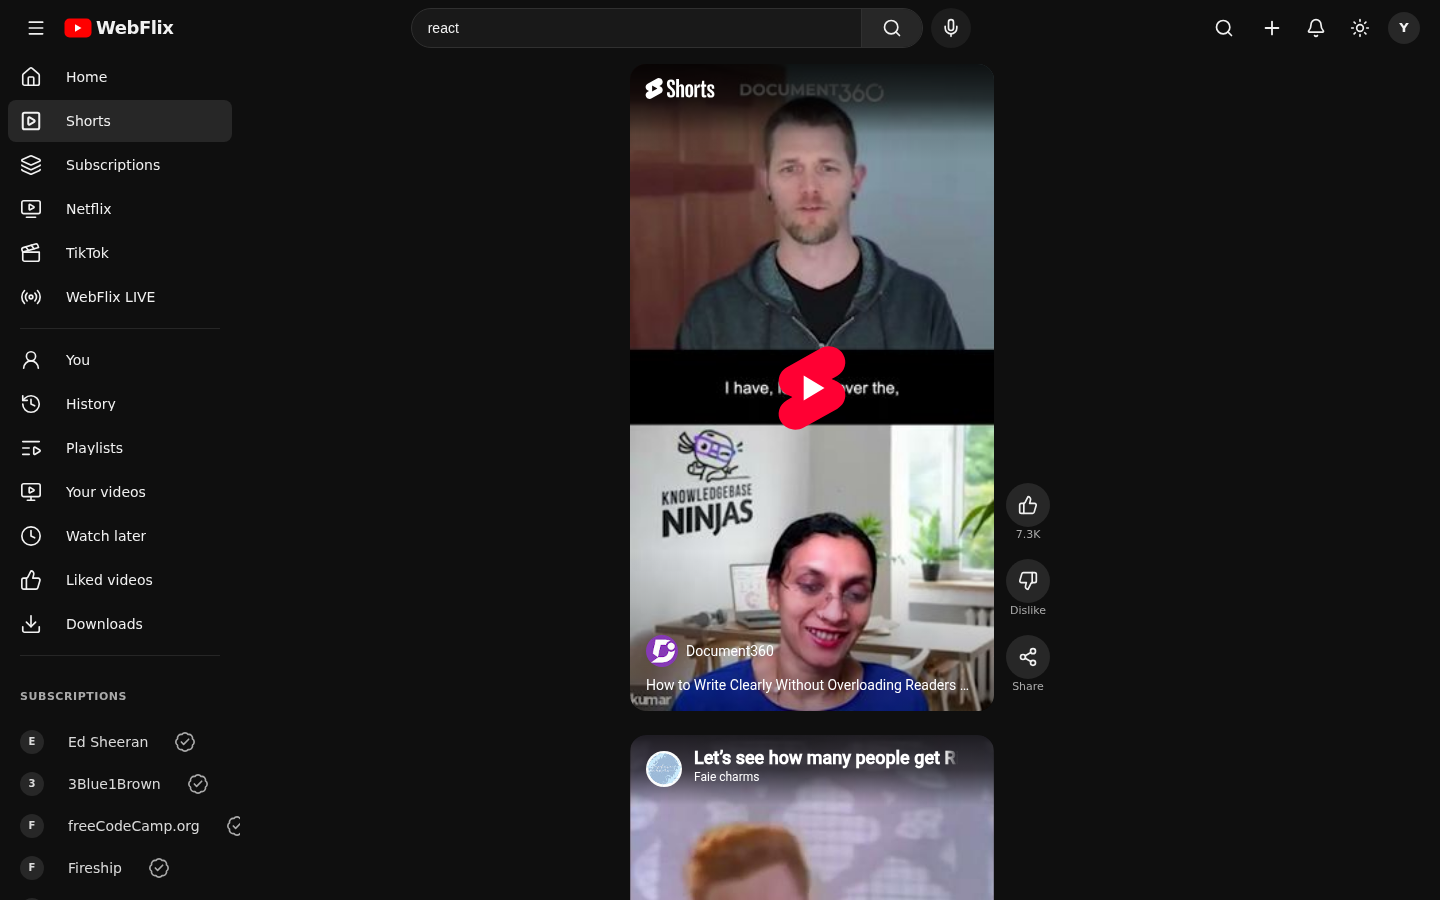 WebFlix
react
Y
Home
Shorts
Subscriptions
Netflix
TikTok
WebFlix LIVE
You
History
Playlists
Your videos
Watch later
Liked videos
Downloads
SUBSCRIPTIONS
E Ed Sheeran
3 3Blue1Brown
F freeCodeCamp.org
F Fireship
Shorts
DOCUMENT360
I have, over the,
KNOWLEDGEBASE
NINJAS
Document360
How to Write Clearly Without Overloading Readers ...
kumar
7.3K
Dislike
Share
Let's see how many people get R
Faie charms